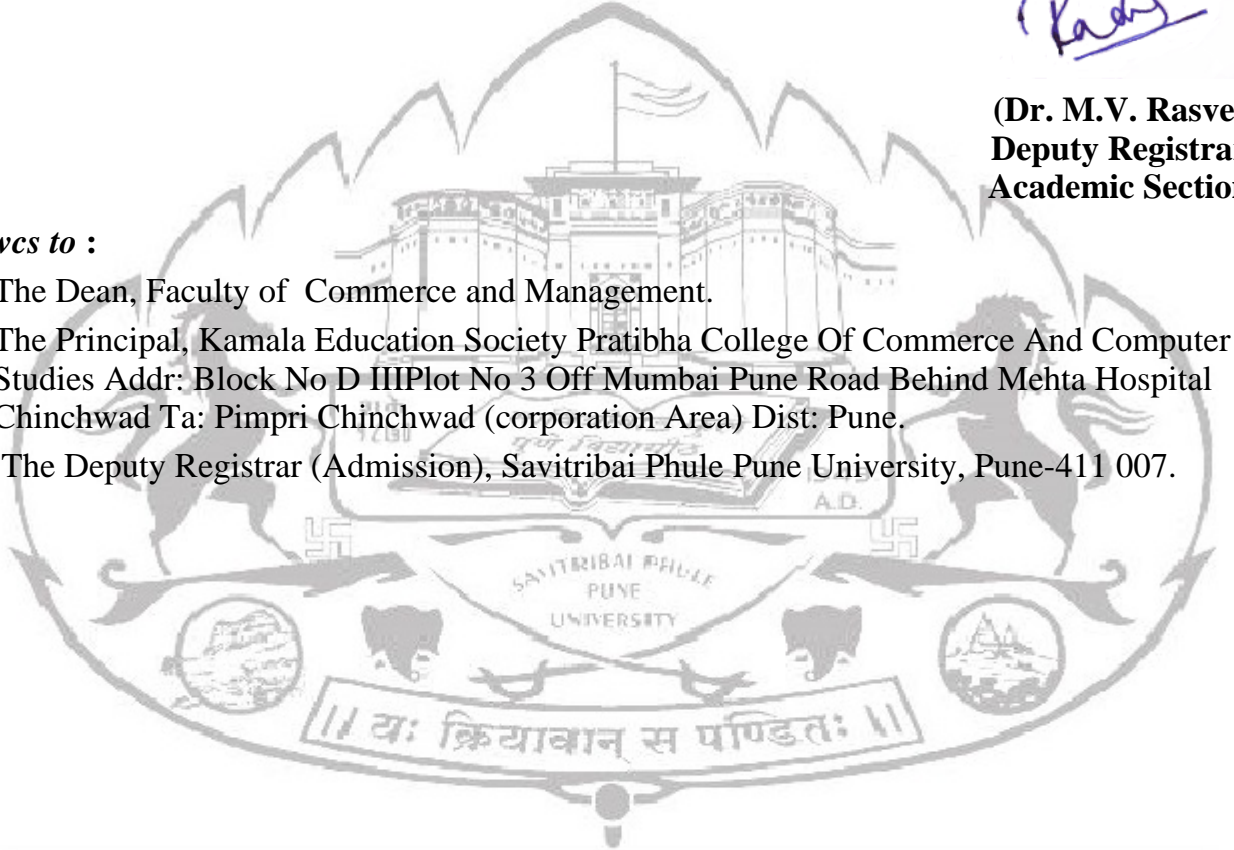 (Dr. M.V. Rasve
Deputy Registra
Academic Section
wcs to :
The Dean, Faculty of Commerce and Management.
The Principal, Kamala Education Society Pratibha College Of Commerce And Computer
Studies Addr: Block No D IIIPlot No 3 Off Mumbai Pune Road Behind Mehta Hospital
Chinchwad Ta: Pimpri Chinchwad (corporation Area) Dist: Pune.
The Deputy Registrar (Admission), Savitribai Phule Pune University, Pune-411 007.
पुणे विद्यापीठ
A.D.
SAVITRIBAI PHULE
PUNE
UNIVERSITY
।। यः क्रियावान् स पण्डितः ।।